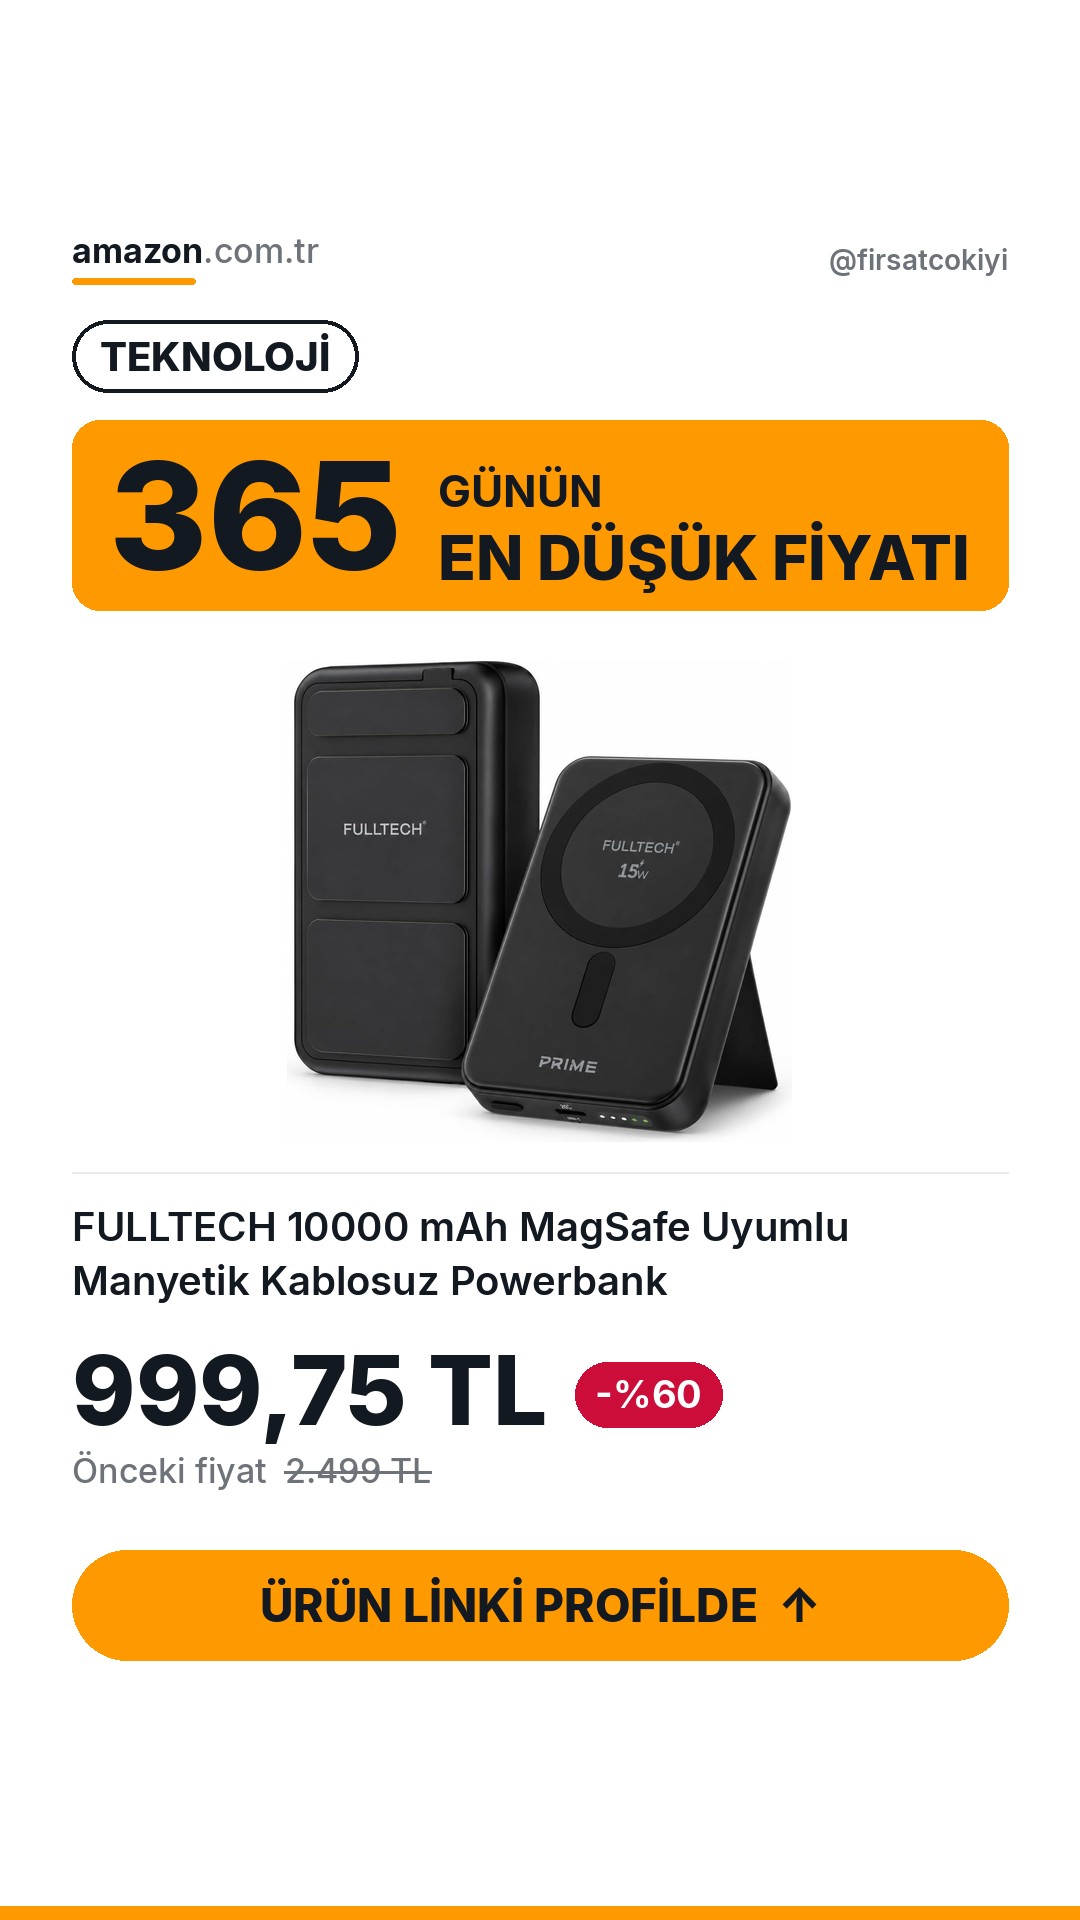 amazon.com.tr
@firsatcokiyi
TEKNOLOJİ
365
GÜNÜN
EN DÜŞÜK FİYATI
FULLTECH®
FULLTECH®
15W
PRIME
FULLTECH 10000 mAh MagSafe Uyumlu
Manyetik Kablosuz Powerbank
999,75 TL -%60
Önceki fiyat 2.499 TL
ÜRÜN LİNKİ PROFİLDE ↑